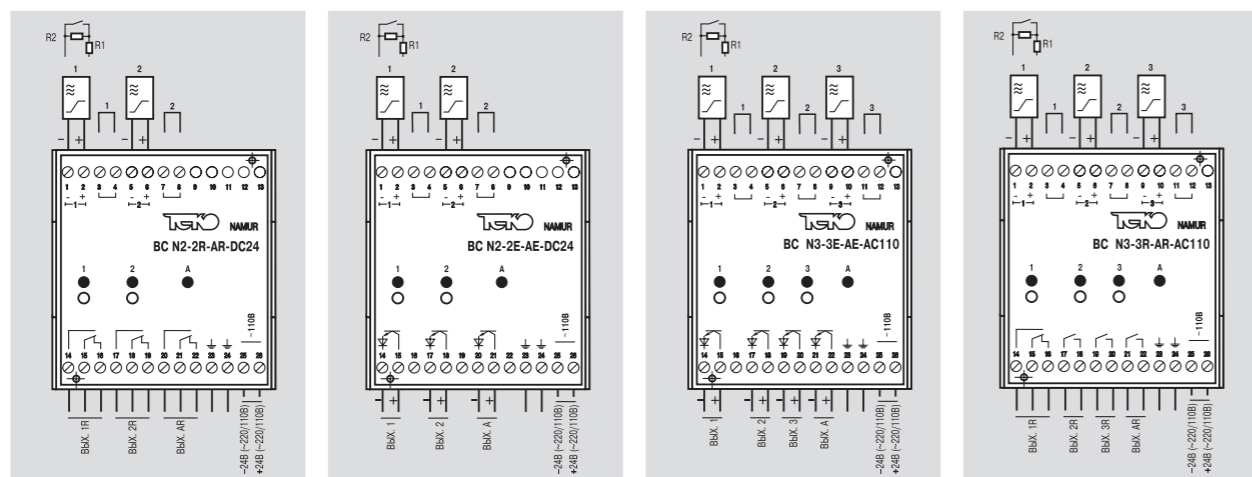 R2
R1
1
2
1
2
- + - +
1 2 3 4 5 6 7 8 9 10 11 12 13
- + - +
1 2
ТЕКО NAMUR
BC N2-2R-AR-DC24
1 2 A
~110В
14 15 16 17 18 19 20 21 22 23 24 25 26
ВЫХ. 1R
ВЫХ. 2R
ВЫХ. AR
−24В (~220/110В)
+24В (~220/110В)
R2
R1
1
2
1
2
- + - +
1 2 3 4 5 6 7 8 9 10 11 12 13
- + - +
1 2
ТЕКО NAMUR
BC N2-2E-AE-DC24
1 2 A
~110В
14 15 16 17 18 19 20 21 22 23 24 25 26
- + - + - +
ВЫХ. 1
ВЫХ. 2
ВЫХ. A
−24В (~220/110В)
+24В (~220/110В)
R2
R1
1
2
3
1
2
3
- + - + - +
1 2 3 4 5 6 7 8 9 10 11 12 13
- + - + - +
1 2 3
ТЕКО NAMUR
BC N3-3E-AE-AC110
1 2 3 A
~110В
14 15 16 17 18 19 20 21 22 23 24 25 26
- + - + - + - +
ВЫХ. 1
ВЫХ. 2
ВЫХ. 3
ВЫХ. A
−24В (~220/110В)
+24В (~220/110В)
R2
R1
1
2
3
1
2
3
- + - + - +
1 2 3 4 5 6 7 8 9 10 11 12 13
- + - + - +
1 2 3
ТЕКО NAMUR
BC N3-3R-AR-AC110
1 2 3 A
~110В
14 15 16 17 18 19 20 21 22 23 24 25 26
ВЫХ. 1R
ВЫХ. 2R
ВЫХ. 3R
ВЫХ. AR
−24В (~220/110В)
+24В (~220/110В)